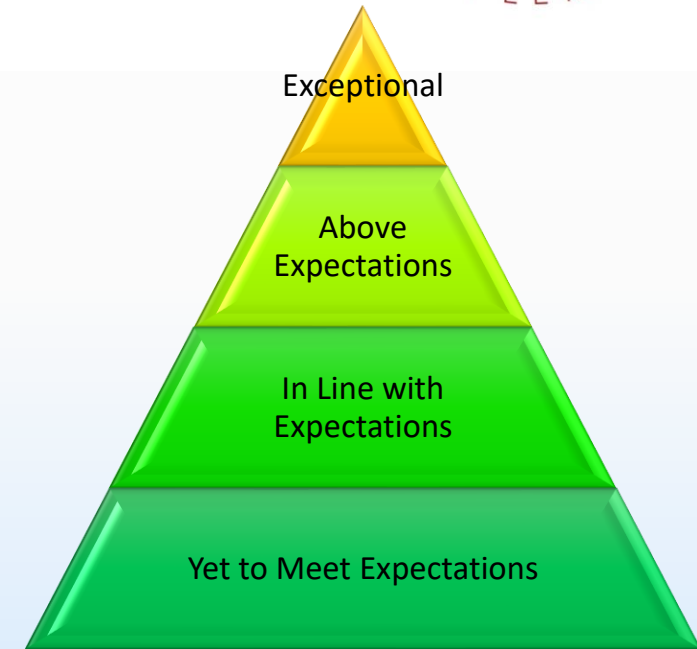 Exceptional
Above
Expectations
In Line with
Expectations
Yet to Meet Expectations